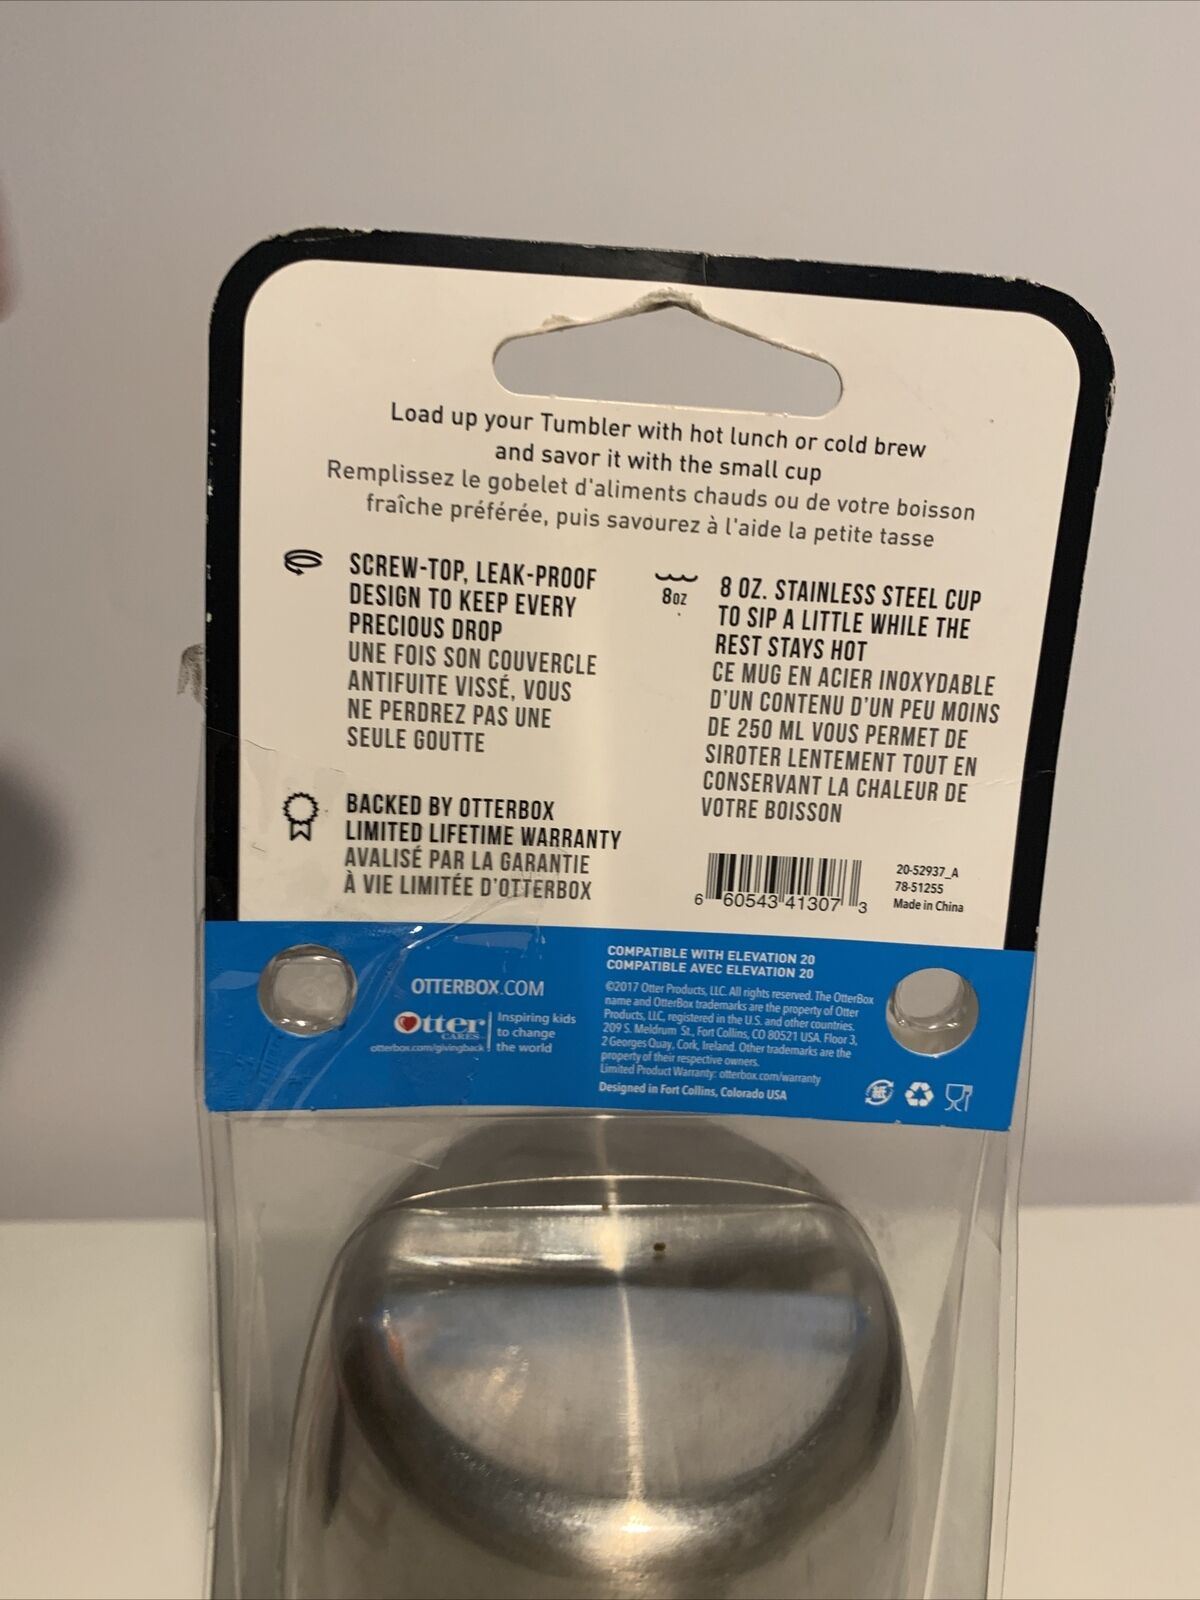 Load up your Tumbler with hot lunch or cold brew
and savor it with the small cup
Remplissez le gobelet d'aliments chauds ou de votre boisson
fraîche préférée, puis savourez à l'aide la petite tasse
SCREW-TOP, LEAK-PROOF
DESIGN TO KEEP EVERY
PRECIOUS DROP
UNE FOIS SON COUVERCLE
ANTIFUITE VISSÉ, VOUS
NE PERDREZ PAS UNE
SEULE GOUTTE
8OZ
8 OZ. STAINLESS STEEL CUP
TO SIP A LITTLE WHILE THE
REST STAYS HOT
CE MUG EN ACIER INOXYDABLE
D'UN CONTENU D'UN PEU MOINS
DE 250 ML VOUS PERMET DE
SIROTER LENTEMENT TOUT EN
CONSERVANT LA CHALEUR DE
VOTRE BOISSON
BACKED BY OTTERBOX
LIMITED LIFETIME WARRANTY
AVALISÉ PAR LA GARANTIE
À VIE LIMITÉE D'OTTERBOX
6 60543 41307 3
20-52937_A
78-51255
Made in China
OTTERBOX.COM
Otter
CARES
otterbox.com/givingback
Inspiring kids
to change
the world
COMPATIBLE WITH ELEVATION 20
COMPATIBLE AVEC ELEVATION 20
©2017 Otter Products, LLC. All rights reserved. The OtterBox
name and OtterBox trademarks are the property of Otter
Products, LLC, registered in the U.S. and other countries.
209 S. Meldrum St., Fort Collins, CO 80521 USA. Floor 3,
2 Georges Quay, Cork, Ireland. Other trademarks are the
property of their respective owners.
Limited Product Warranty: otterbox.com/warranty
Designed in Fort Collins, Colorado USA
紙